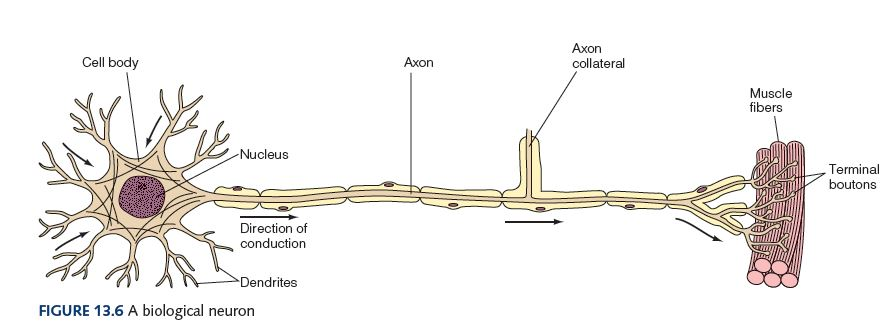 Cell body
Axon
Axon
collateral
Muscle
fibers
Nucleus
Terminal
boutons
Direction of
conduction
Dendrites
FIGURE 13.6 A biological neuron